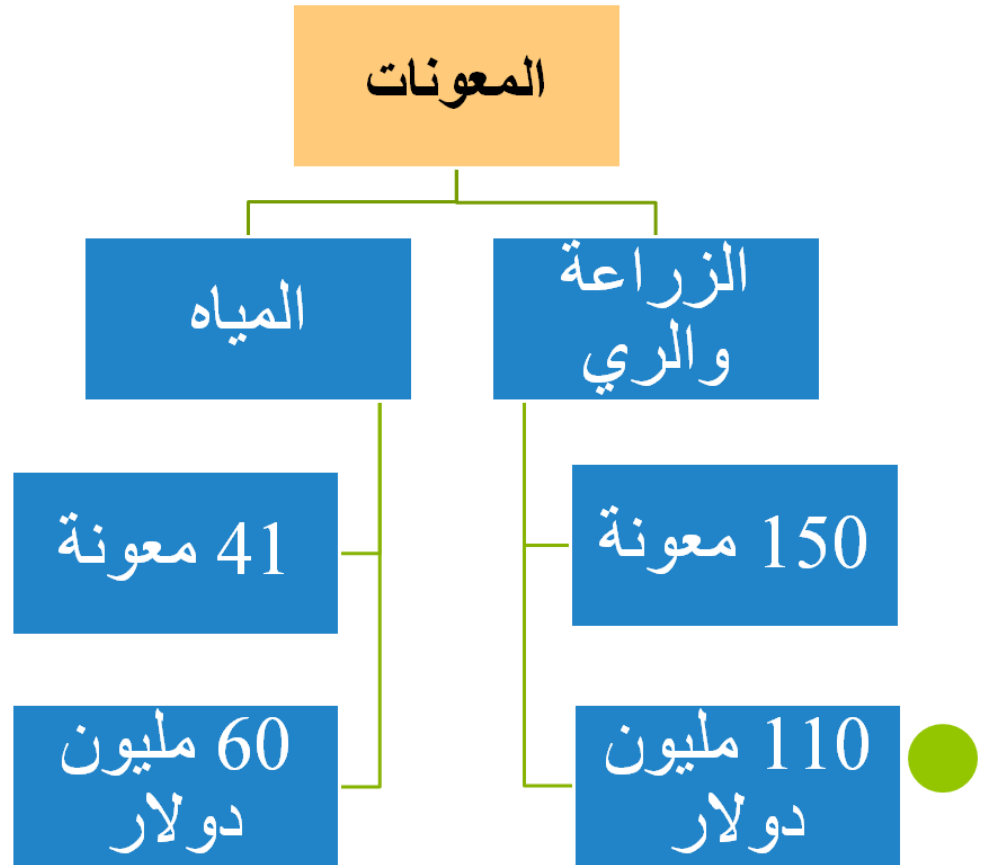 المعونات
الزراعة
والري
المياه
150 معونة
41 معونة
110 مليون
دولار
60 مليون
دولار